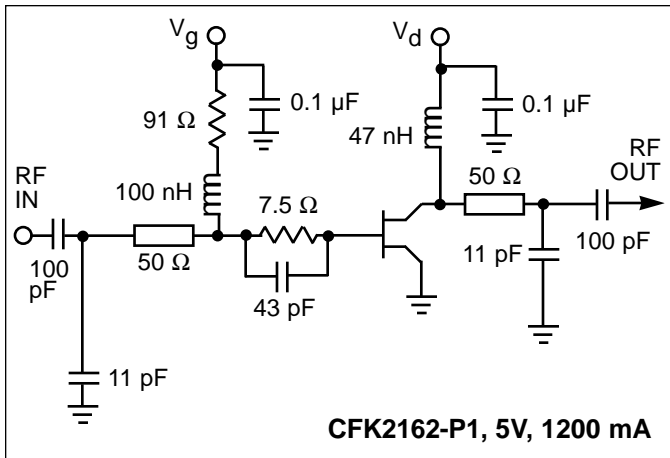 Vg
Vd
0.1 µF
0.1 µF
91 Ω
47 nH
RF
IN
100 nH
7.5 Ω
50 Ω
RF
OUT
100
pF
50 Ω
43 pF
11 pF
100 pF
11 pF
CFK2162-P1, 5V, 1200 mA